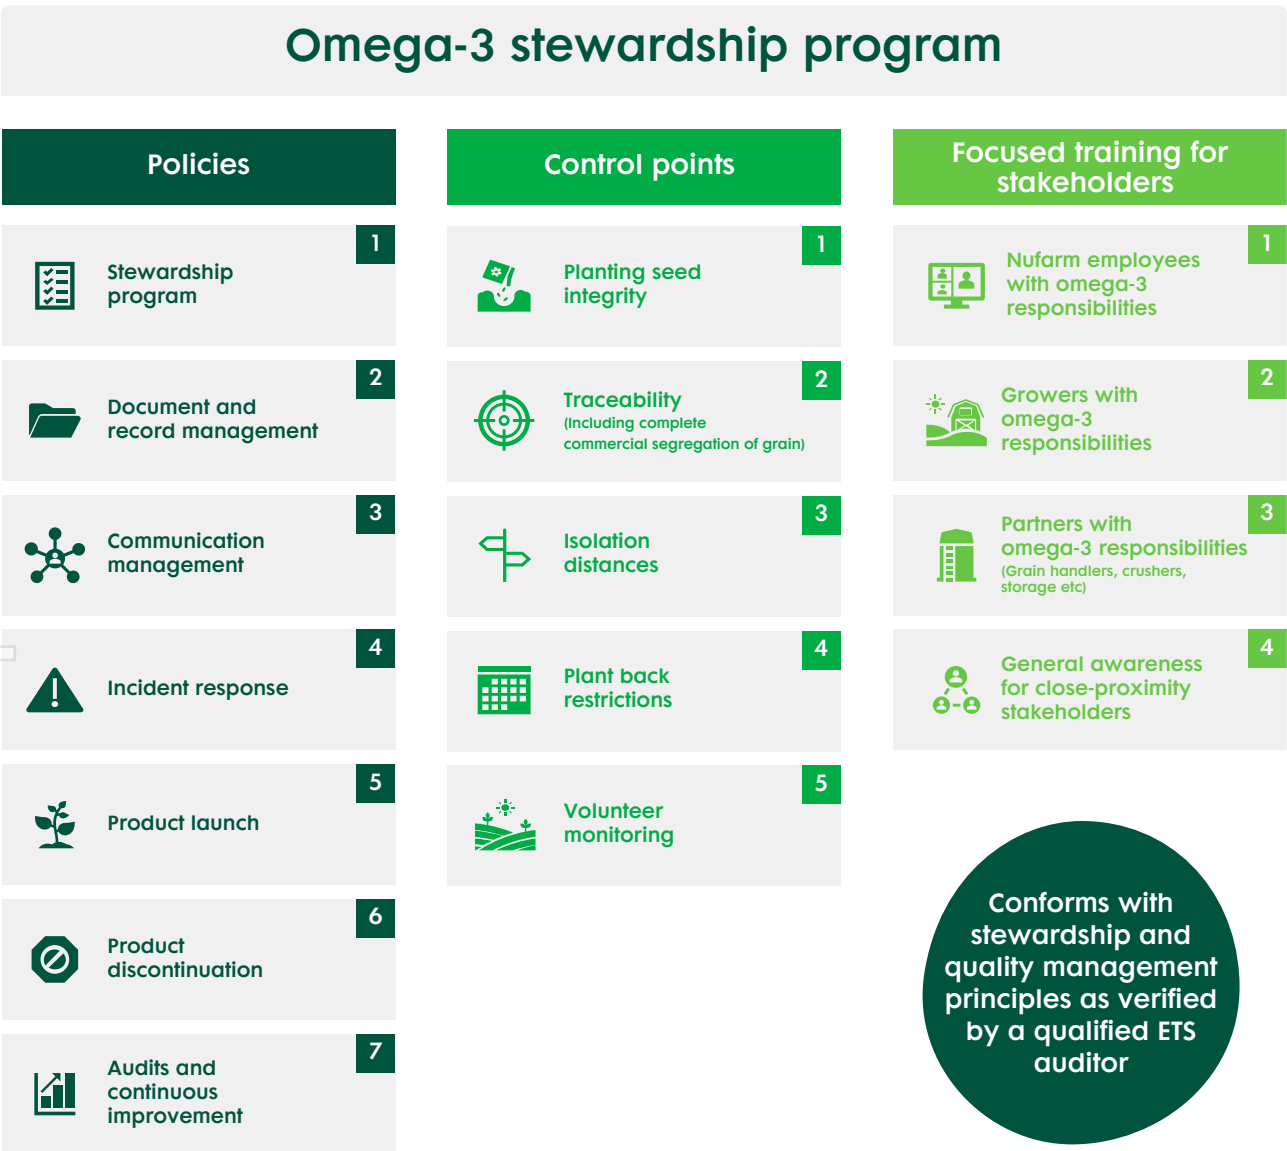 Omega-3 stewardship program
Policies
1
Stewardship
program
2
Document and
record management
3
Communication
management
4
Incident response
5
Product launch
6
Product
discontinuation
7
Audits and
continuous
improvement
Control points
1
Planting seed
integrity
2
Traceability
(Including complete
commercial segregation of grain)
3
Isolation
distances
4
Plant back
restrictions
5
Volunteer
monitoring
Focused training for
stakeholders
1
Nufarm employees
with omega-3
responsibilities
2
Growers with
omega-3
responsibilities
3
Partners with
omega-3 responsibilities
(Grain handlers, crushers,
storage etc)
4
General awareness
for close-proximity
stakeholders
Conforms with
stewardship and
quality management
principles as verified
by a qualified ETS
auditor